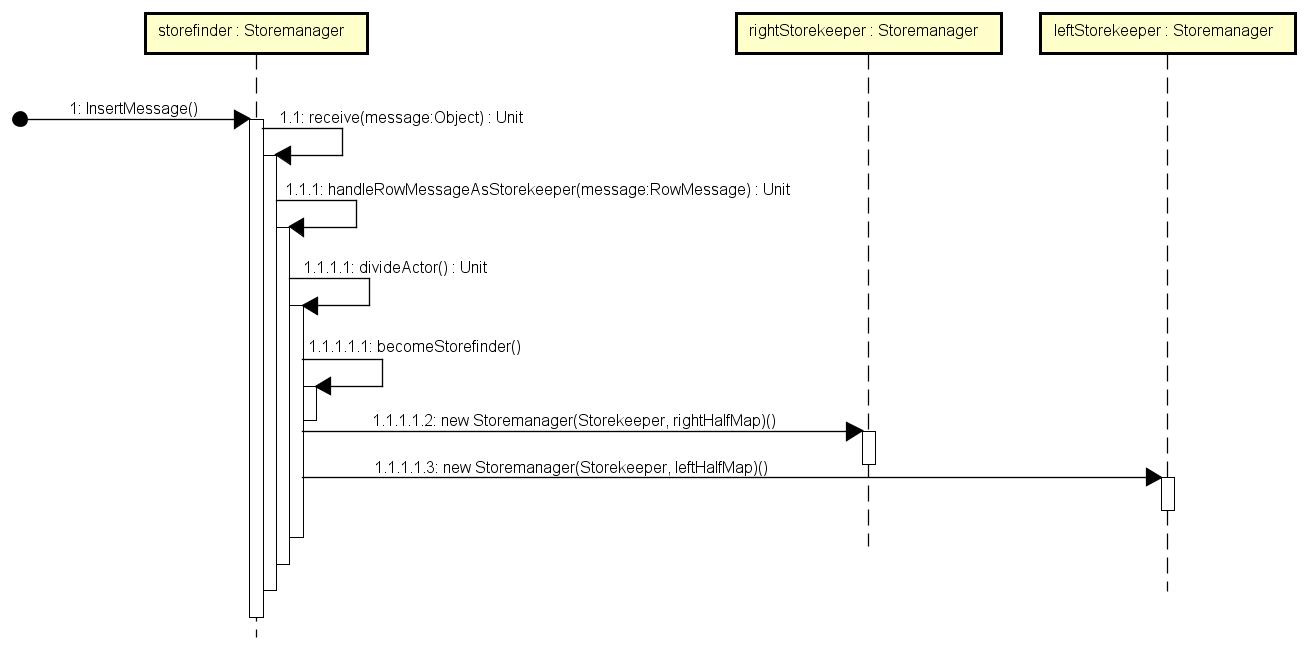 storefinder : Storemanager
rightStorekeeper : Storemanager
leftStorekeeper : Storemanager
1: InsertMessage()
1.1: receive(message:Object) : Unit
1.1.1: handleRowMessageAsStorekeeper(message:RowMessage) : Unit
1.1.1.1: divideActor() : Unit
1.1.1.1.1: becomeStorefinder()
1.1.1.1.2: new Storemanager(Storekeeper, rightHalfMap)()
1.1.1.1.3: new Storemanager(Storekeeper, leftHalfMap)()